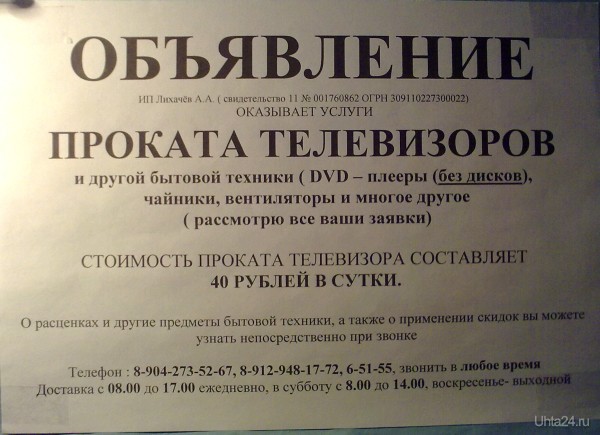 ОБЪЯВЛЕНИЕ
ИП Лихачёв А.А. ( свидетельство 11 № 001760862 ОГРН 309110227300022)
ОКАЗЫВАЕТ УСЛУГИ
ПРОКАТА ТЕЛЕВИЗОРОВ
и другой бытовой техники ( DVD – плееры (без дисков),
чайники, вентиляторы и многое другое
( рассмотрю все ваши заявки)
СТОИМОСТЬ ПРОКАТА ТЕЛЕВИЗОРА СОСТАВЛЯЕТ
40 РУБЛЕЙ В СУТКИ.
О расценках и другие предметы бытовой техники, а также о применении скидок вы можете
узнать непосредственно при звонке
Телефон : 8-904-273-52-67, 8-912-948-17-72, 6-51-55, звонить в любое время
Доставка с 08.00 до 17.00 ежедневно, в субботу с 8.00 до 14.00, воскресенье- выходной
Uhta24.ru